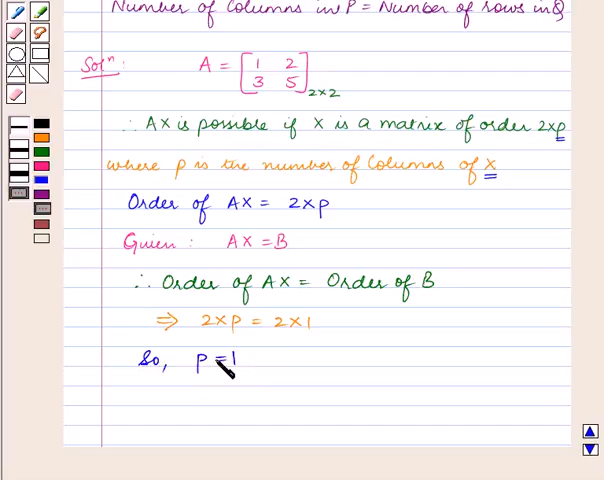 Number of Columns in P = Number of rows in Q
Solⁿ: A = [1 2
3 5]₂ₓ₂
∴ AX is possible if X is a matrix of order 2×p
where p is the number of Columns of X
Order of AX = 2×p
Given: AX = B
∴ Order of AX = Order of B
⇒ 2×p = 2×1
So, p = 1